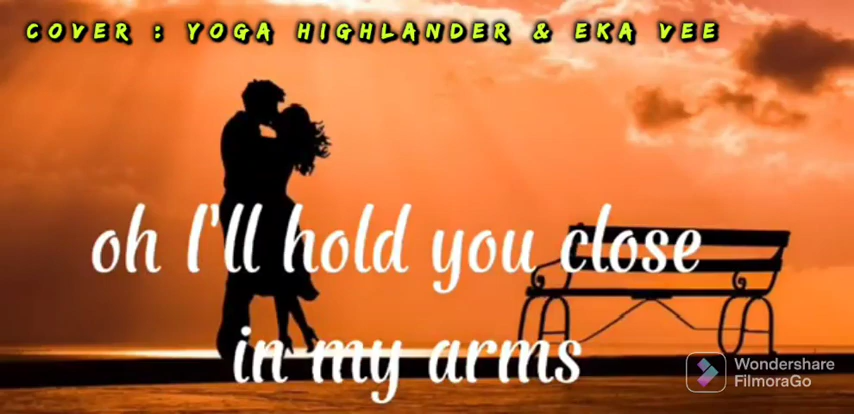 COVER : YOGA HIGHLANDER & EKA VEE
oh I'll hold you close
in my arms
Wondershare
FilmoraGo